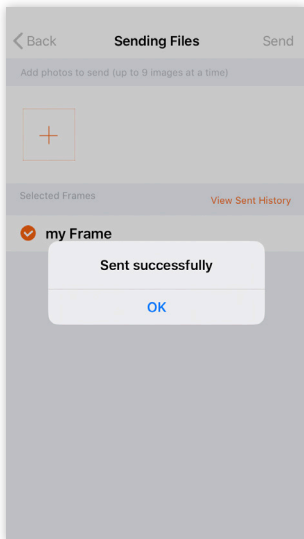 Back
Sending Files
Send
Add photos to send (up to 9 images at a time)
Selected Frames
View Sent History
my Frame
Sent successfully
OK